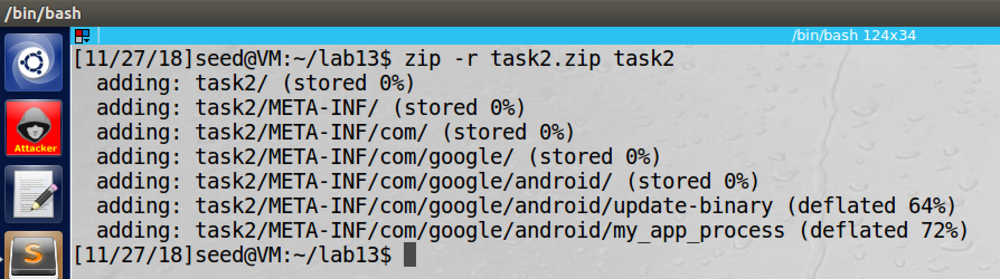 /bin/bash
/bin/bash 124x34
[11/27/18]seed@VM:~/lab13$ zip -r task2.zip task2
  adding: task2/ (stored 0%)
  adding: task2/META-INF/ (stored 0%)
  adding: task2/META-INF/com/ (stored 0%)
  adding: task2/META-INF/com/google/ (stored 0%)
  adding: task2/META-INF/com/google/android/ (stored 0%)
  adding: task2/META-INF/com/google/android/update-binary (deflated 64%)
  adding: task2/META-INF/com/google/android/my_app_process (deflated 72%)
[11/27/18]seed@VM:~/lab13$
Attacker
S